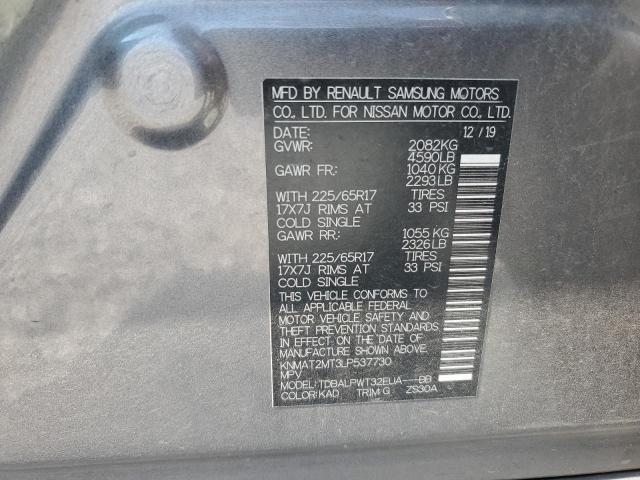 MFD BY RENAULT SAMSUNG MOTORS
CO., LTD. FOR NISSAN MOTOR CO., LTD.
DATE: 12 / 19
GVWR: 2082KG
4590LB
GAWR FR: 1040 KG
2293LB
WITH 225/65R17 TIRES
17X7J RIMS AT 33 PSI
COLD SINGLE
GAWR RR: 1055 KG
2326LB
WITH 225/65R17 TIRES
17X7J RIMS AT 33 PSI
COLD SINGLE
THIS VEHICLE CONFORMS TO
ALL APPLICABLE FEDERAL
MOTOR VEHICLE SAFETY AND
THEFT PREVENTION STANDARDS
IN EFFECT ON THE DATE OF
MANUFACTURE SHOWN ABOVE.
KNMAT2MT3LP537730
MPV
MODEL: TDBALPWT32EUA----BB
COLOR:KAD TRIM:G ZS30A